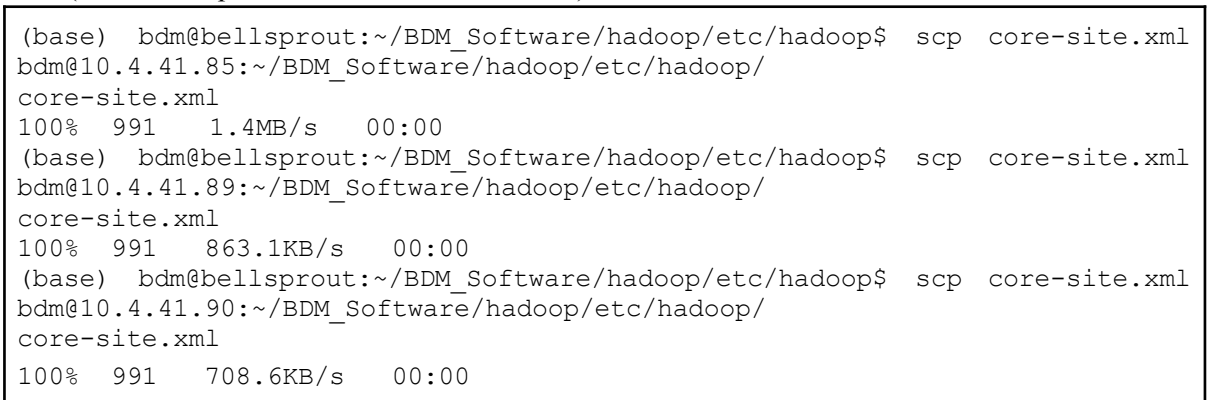 (base) bdm@bellsprout:~/BDM_Software/hadoop/etc/hadoop$ scp core-site.xml
bdm@10.4.41.85:~/BDM_Software/hadoop/etc/hadoop/
core-site.xml
100% 991 1.4MB/s 00:00
(base) bdm@bellsprout:~/BDM_Software/hadoop/etc/hadoop$ scp core-site.xml
bdm@10.4.41.89:~/BDM_Software/hadoop/etc/hadoop/
core-site.xml
100% 991 863.1KB/s 00:00
(base) bdm@bellsprout:~/BDM_Software/hadoop/etc/hadoop$ scp core-site.xml
bdm@10.4.41.90:~/BDM_Software/hadoop/etc/hadoop/
core-site.xml
100% 991 708.6KB/s 00:00